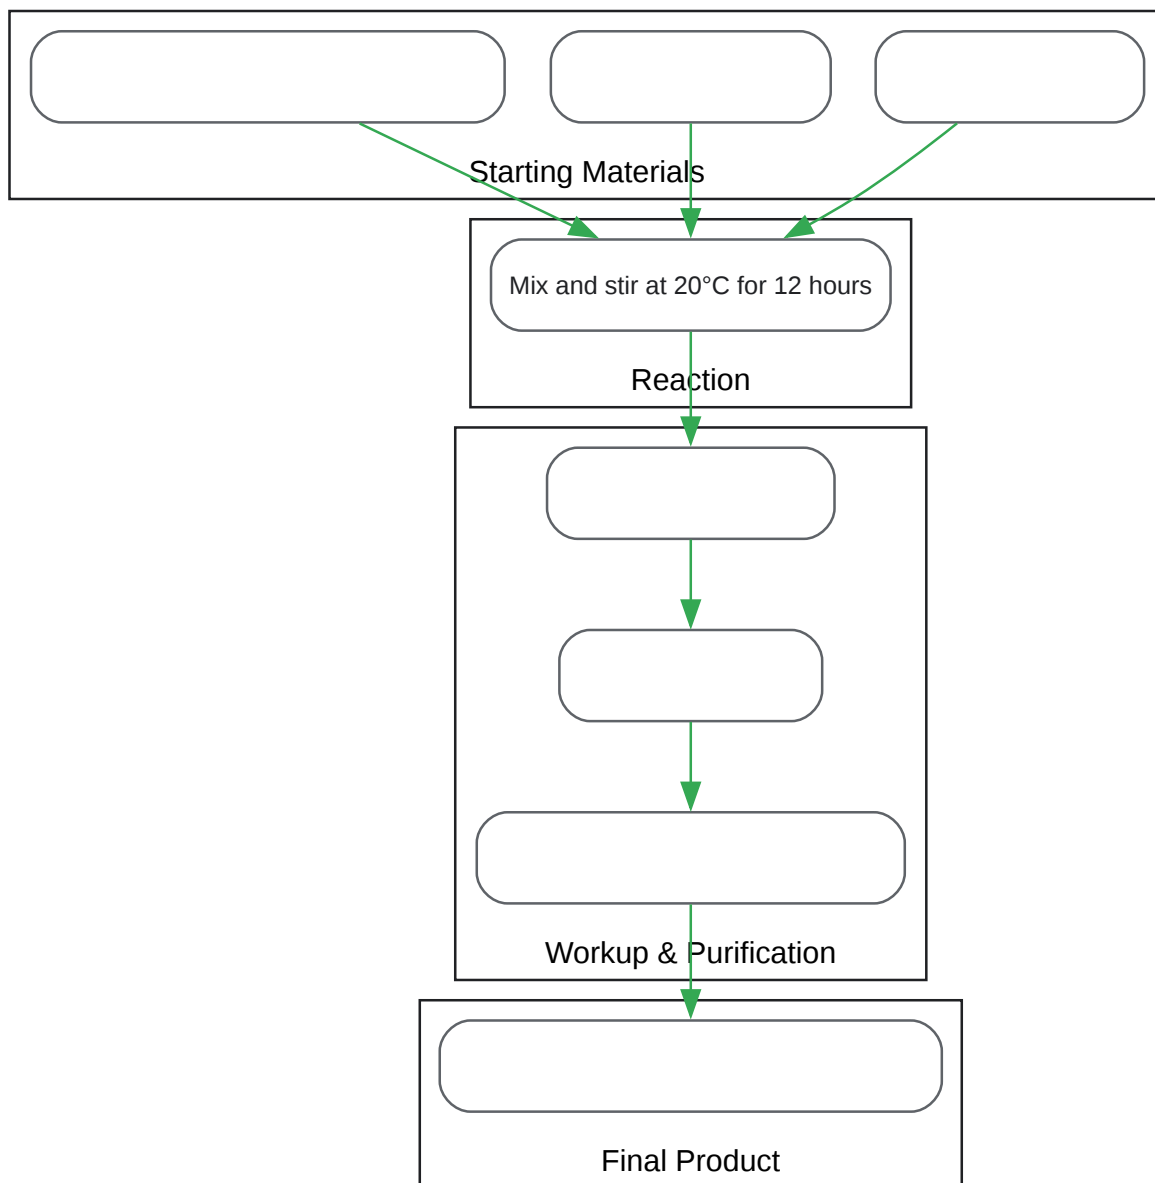 Starting Materials
Mix and stir at 20°C for 12 hours
Reaction
Workup & Purification
Final Product